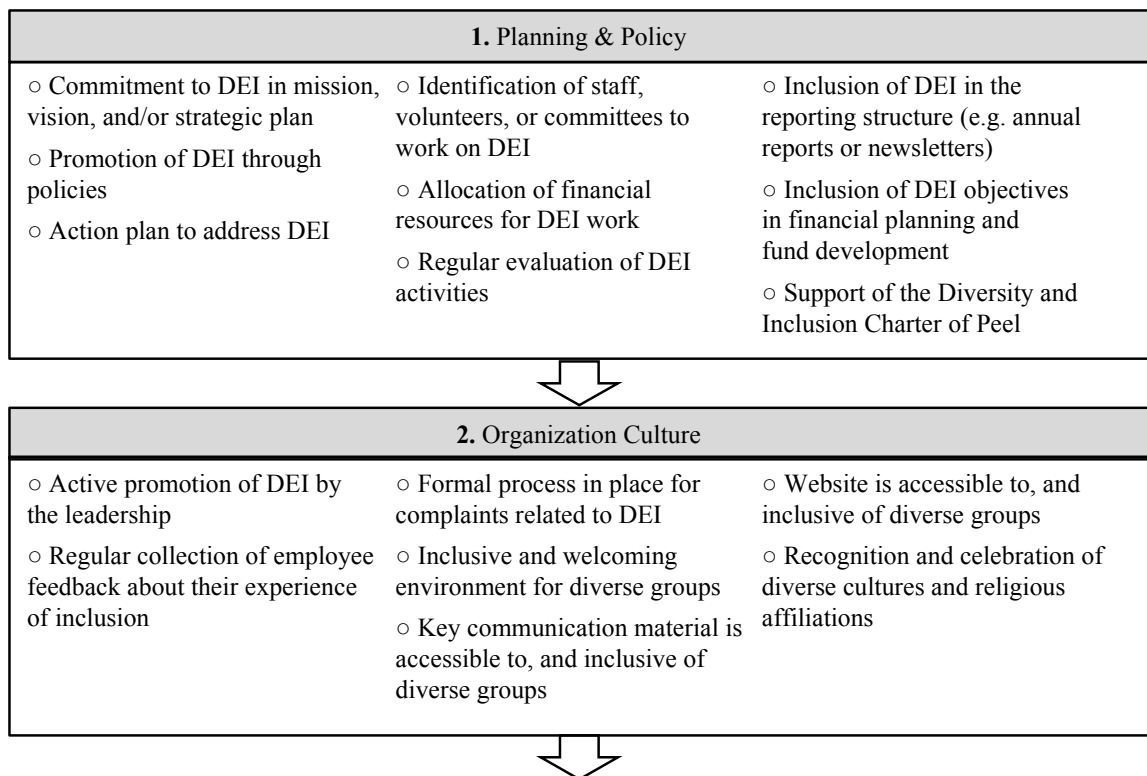 1. Planning & Policy
○ Commitment to DEI in mission,
vision, and/or strategic plan
○ Promotion of DEI through
policies
○ Action plan to address DEI
○ Identification of staff,
volunteers, or committees to
work on DEI
○ Allocation of financial
resources for DEI work
○ Regular evaluation of DEI
activities
○ Inclusion of DEI in the
reporting structure (e.g. annual
reports or newsletters)
○ Inclusion of DEI objectives
in financial planning and
fund development
○ Support of the Diversity and
Inclusion Charter of Peel
2. Organization Culture
○ Active promotion of DEI by
the leadership
○ Regular collection of employee
feedback about their experience
of inclusion
○ Formal process in place for
complaints related to DEI
○ Inclusive and welcoming
environment for diverse groups
○ Key communication material is
accessible to, and inclusive of
diverse groups
○ Website is accessible to, and
inclusive of diverse groups
○ Recognition and celebration of
diverse cultures and religious
affiliations